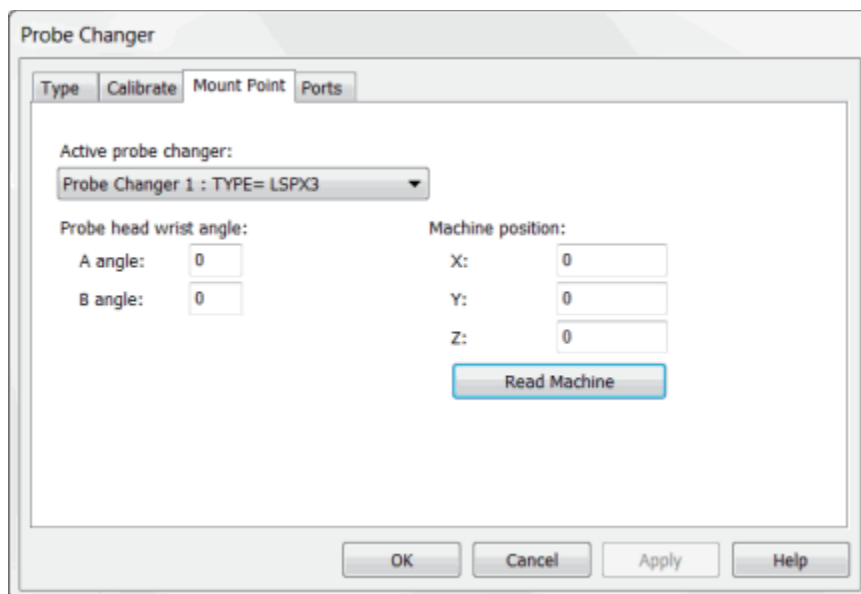 Probe Changer
Type Calibrate Mount Point Ports
Active probe changer:
Probe Changer 1 : TYPE= LSPX3
Probe head wrist angle: Machine position:
A angle: 0 X: 0
B angle: 0 Y: 0
Z: 0
Read Machine
OK Cancel Apply Help